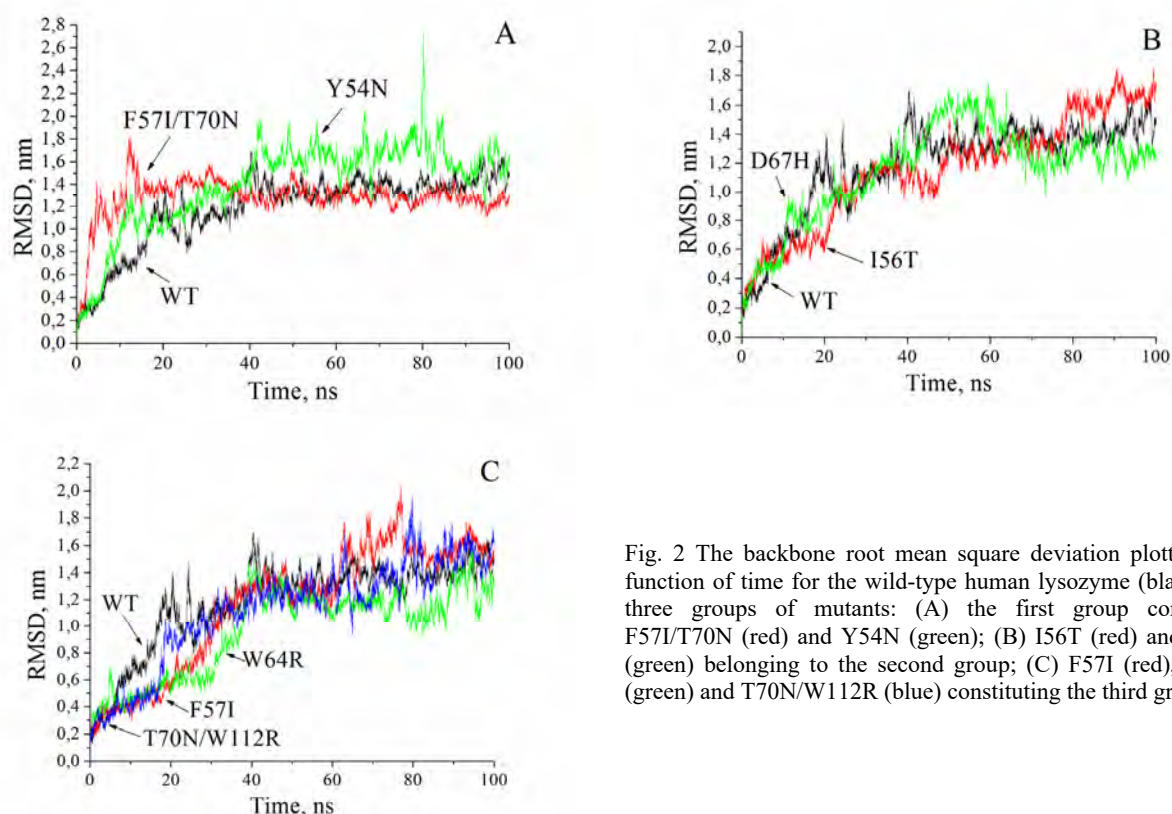 A
2,8
2,6
2,4
2,2
2,0
1,8
1,6
1,4
1,2
1,0
0,8
0,6
0,4
0,2
0,0
RMSD, nm
F57I/T70N
Y54N
WT
0 20 40 60 80 100
Time, ns
B
2,0
1,8
1,6
1,4
1,2
1,0
0,8
0,6
0,4
0,2
0,0
RMSD, nm
D67H
I56T
WT
0 20 40 60 80 100
Time, ns
C
2,2
2,0
1,8
1,6
1,4
1,2
1,0
0,8
0,6
0,4
0,2
0,0
RMSD, nm
WT
W64R
F57I
T70N/W112R
0 20 40 60 80 100
Time, ns
Fig. 2 The backbone root mean square deviation plott
function of time for the wild-type human lysozyme (bla
three groups of mutants: (A) the first group co
F57I/T70N (red) and Y54N (green); (B) I56T (red) and
(green) belonging to the second group; (C) F57I (red),
(green) and T70N/W112R (blue) constituting the third gr